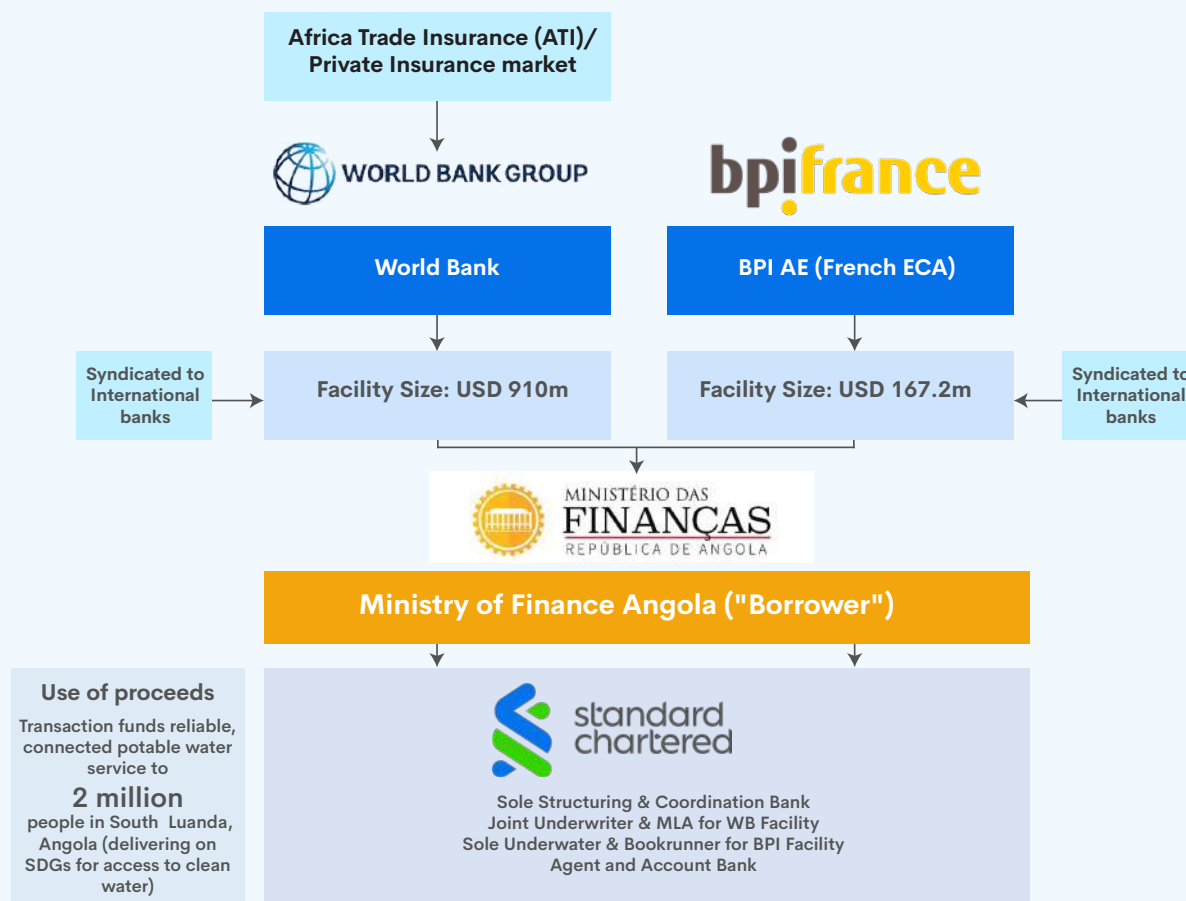 Africa Trade Insurance (ATI)/
Private Insurance market
WORLD BANK GROUP
bpifrance
World Bank
BPI AE (French ECA)
Syndicated to
International
banks
Facility Size: USD 910m
Facility Size: USD 167.2m
Syndicated to
International
banks
MINISTÉRIO DAS
FINANÇAS
REPÚBLICA DE ANGOLA
Ministry of Finance Angola ("Borrower")
Use of proceeds
Transaction funds reliable,
connected potable water
service to
2 million
people in South Luanda,
Angola (delivering on
SDGs for access to clean
water)
standard
chartered
Sole Structuring & Coordination Bank
Joint Underwriter & MLA for WB Facility
Sole Underwater & Bookrunner for BPI Facility
Agent and Account Bank